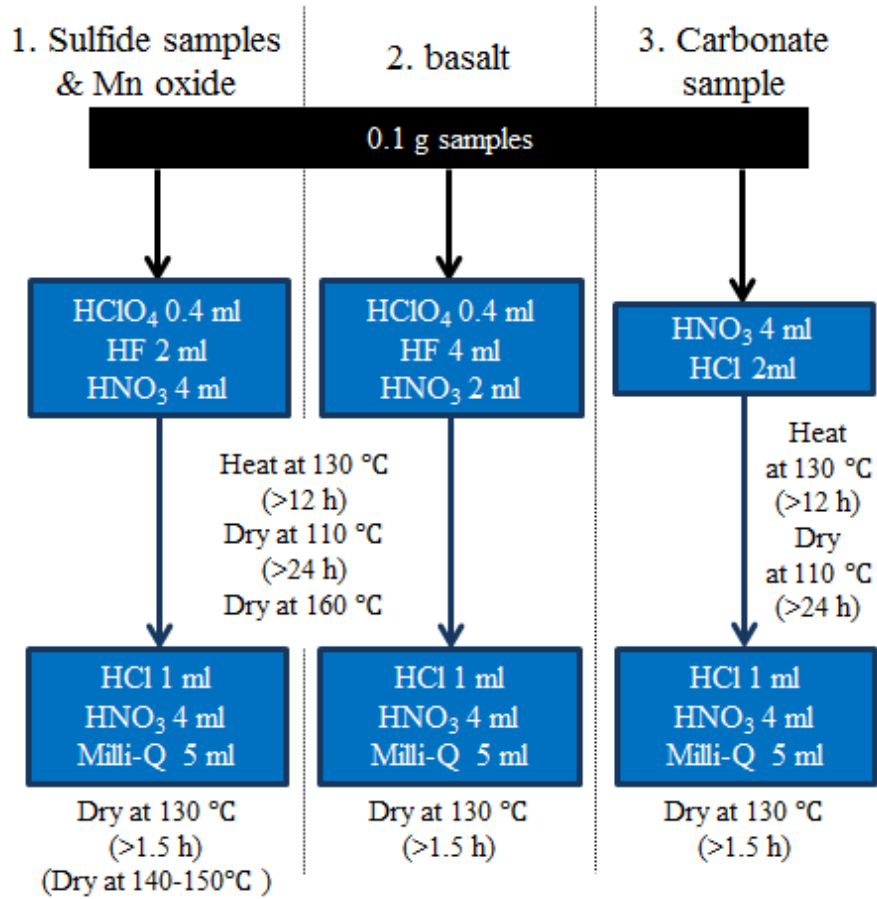 1. Sulfide samples
& Mn oxide
2. basalt
3. Carbonate
sample
0.1 g samples
HClO₄ 0.4 ml
HF 2 ml
HNO₃ 4 ml
HClO₄ 0.4 ml
HF 4 ml
HNO₃ 2 ml
HNO₃ 4 ml
HCl 2ml
Heat at 130 ℃
(>12 h)
Dry at 110 ℃
(>24 h)
Dry at 160 ℃
Heat
at 130 ℃
(>12 h)
Dry
at 110 ℃
(>24 h)
HCl 1 ml
HNO₃ 4 ml
Milli-Q 5 ml
HCl 1 ml
HNO₃ 4 ml
Milli-Q 5 ml
HCl 1 ml
HNO₃ 4 ml
Milli-Q 5 ml
Dry at 130 ℃
(>1.5 h)
(Dry at 140-150℃ )
Dry at 130 ℃
(>1.5 h)
Dry at 130 ℃
(>1.5 h)